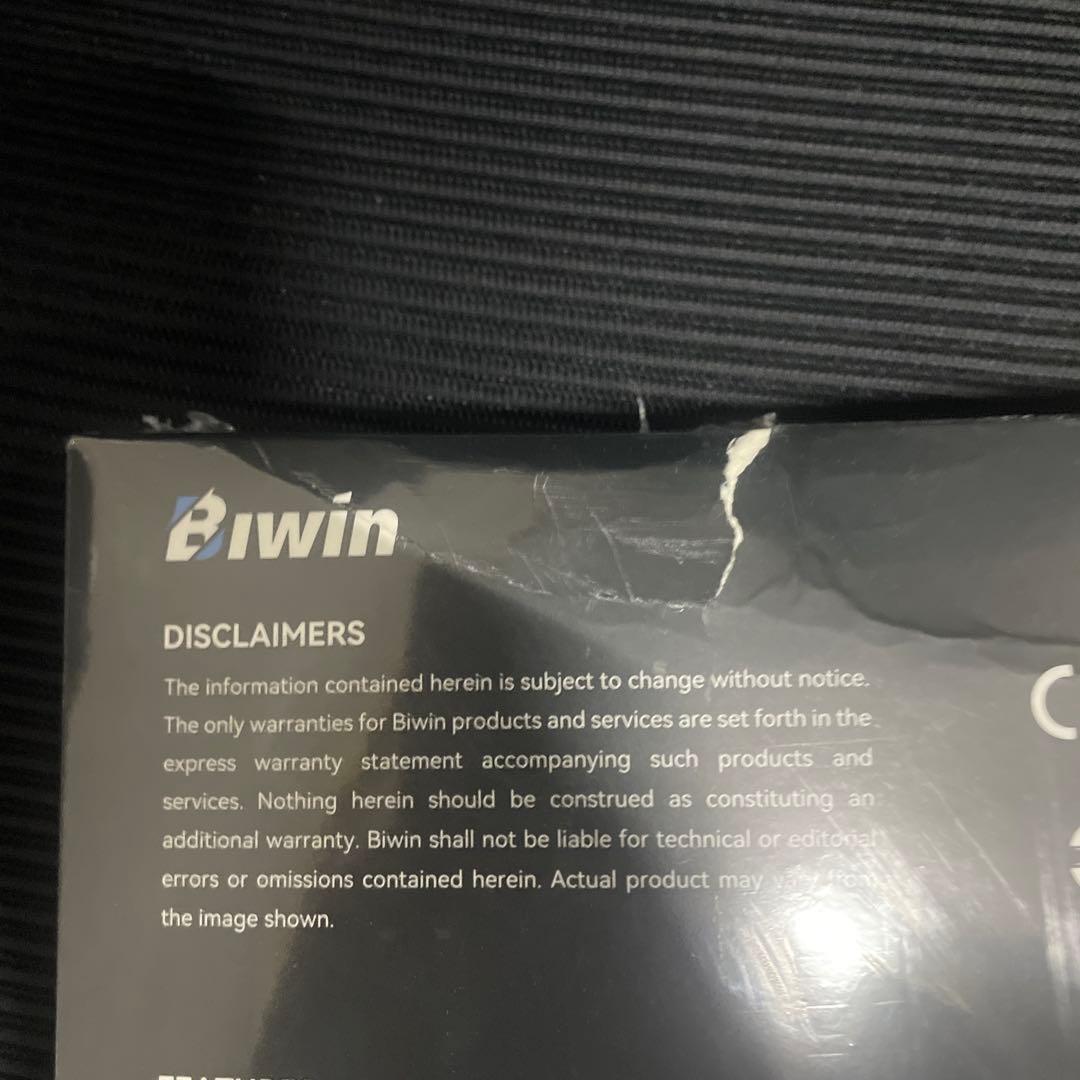 Biwin
DISCLAIMERS
The information contained herein is subject to change without notice.
The only warranties for Biwin products and services are set forth in the
express warranty statement accompanying such products and
services. Nothing herein should be construed as constituting an
additional warranty. Biwin shall not be liable for technical or editorial
errors or omissions contained herein. Actual product may vary from
the image shown.